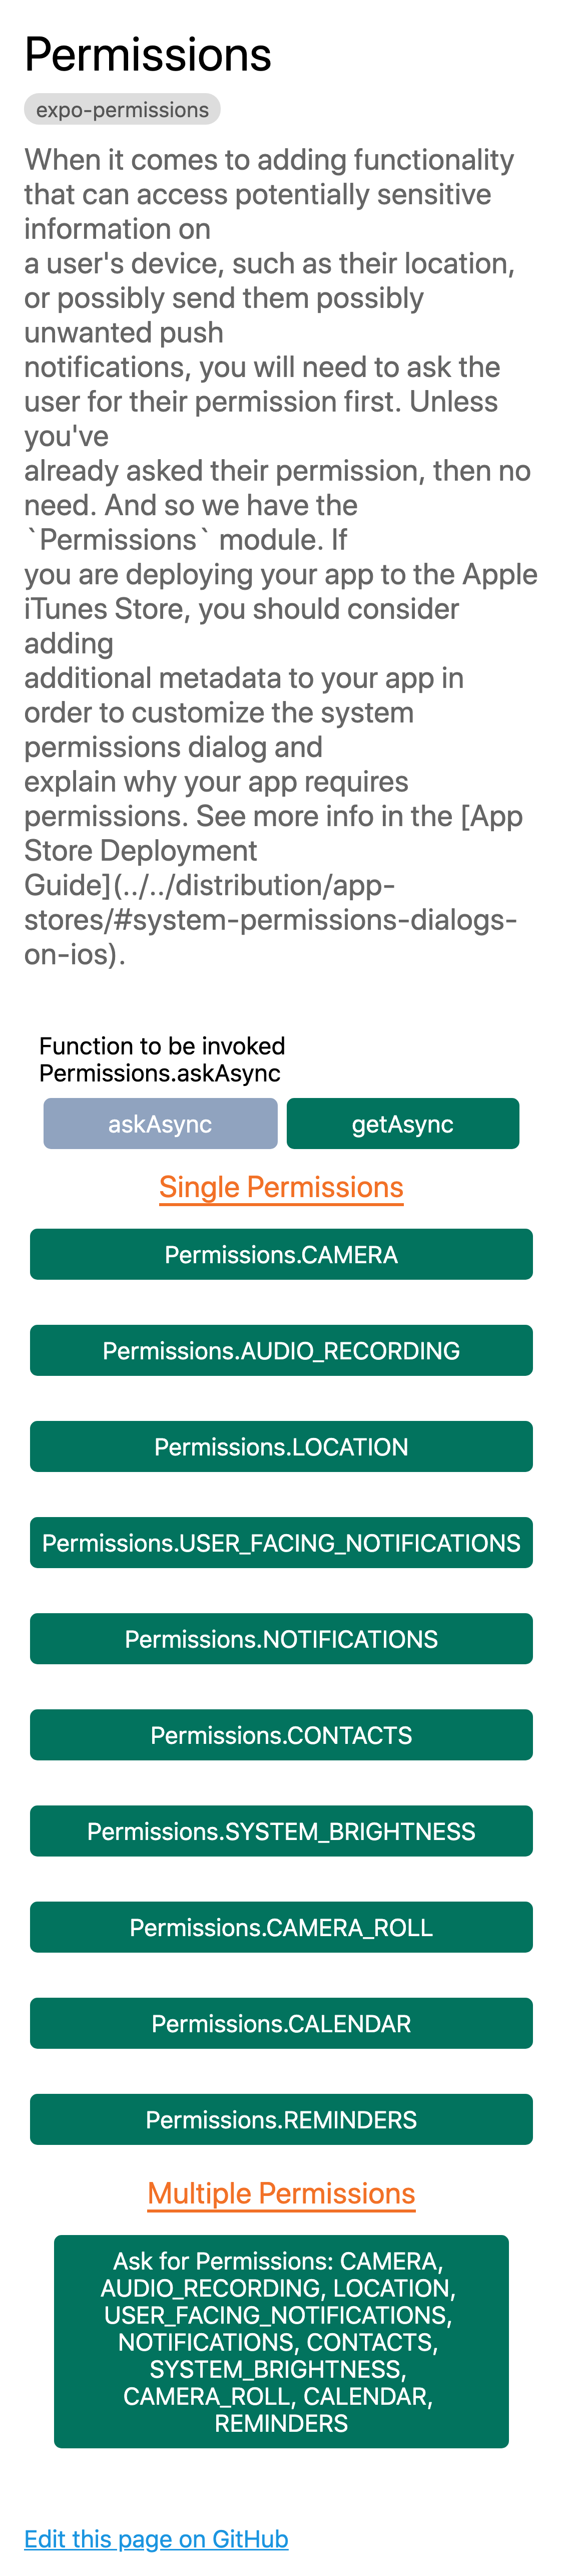 Permissions
expo-permissions
When it comes to adding functionality
that can access potentially sensitive
information on
a user's device, such as their location,
or possibly send them possibly
unwanted push
notifications, you will need to ask the
user for their permission first. Unless
you've
already asked their permission, then no
need. And so we have the
`Permissions` module. If
you are deploying your app to the Apple
iTunes Store, you should consider
adding
additional metadata to your app in
order to customize the system
permissions dialog and
explain why your app requires
permissions. See more info in the [App
Store Deployment
Guide](../../distribution/app-
stores/#system-permissions-dialogs-
on-ios).
Function to be invoked
Permissions.askAsync
askAsync
getAsync
Single Permissions
Permissions.CAMERA
Permissions.AUDIO_RECORDING
Permissions.LOCATION
Permissions.USER_FACING_NOTIFICATIONS
Permissions.NOTIFICATIONS
Permissions.CONTACTS
Permissions.SYSTEM_BRIGHTNESS
Permissions.CAMERA_ROLL
Permissions.CALENDAR
Permissions.REMINDERS
Multiple Permissions
Ask for Permissions: CAMERA,
AUDIO_RECORDING, LOCATION,
USER_FACING_NOTIFICATIONS,
NOTIFICATIONS, CONTACTS,
SYSTEM_BRIGHTNESS,
CAMERA_ROLL, CALENDAR,
REMINDERS
Edit this page on GitHub